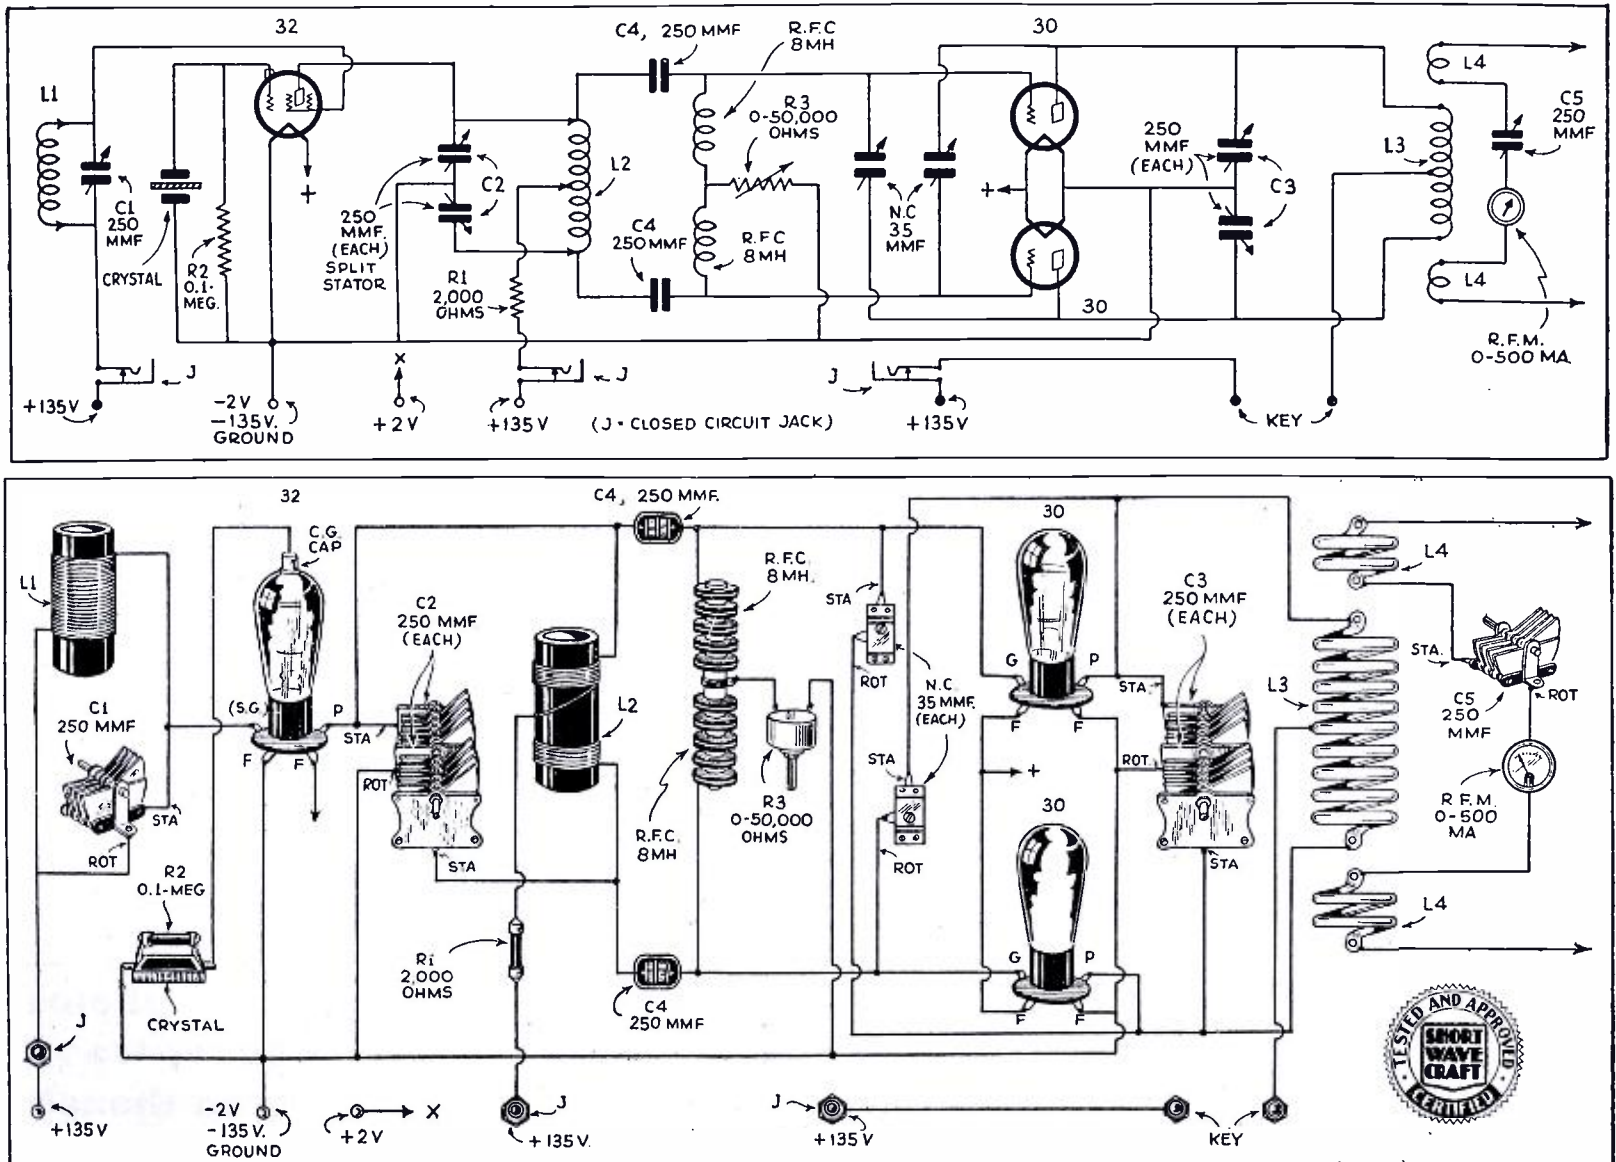 32
C4, 250 MMF
R.F.C
8MH
30
L1
R3
0-50,000
OHMS
250
MMF
(EACH)
L4
C5
250
MMF
L3
C1
250
MMF
CRYSTAL
R2
0.1-
MEG.
+
250
MMF.
(EACH)
SPLIT
STATOR
C2
R1
2,000
OHMS
L2
C4
250 MMF
R.F.C
8MH
N.C
35
MMF
+
C3
30
L4
R.F.M.
0-500 MA.
J
X
J
J
+135V
-2V
-135V.
GROUND
+2V
+135V
(J-CLOSED CIRCUIT JACK)
+135V
KEY
32
C4, 250 MMF.
30
C.G.
CAP
L1
C2
250 MMF
(EACH)
R.F.C.
8MH.
STA
C3
250 MMF
(EACH)
L4
STA.
ROT
C5
250
MMF
C1
250 MMF
(S.G.)
P
F
F
STA
ROT
L2
ROT
N.C.
35 MMF.
(EACH)
G
P
F
F
STA.
ROT
L3
STA
ROT
R2
0.1-MEG
STA
R3
0-50,000
OHMS
R.F.C.
8MH
STA
ROT
+
30
STA
R.F.M.
0-500
MA
R1
2,000
OHMS
C4
250 MMF
G
P
F
F
L4
CRYSTAL
J
+135V
-2V
-135V.
GROUND
+2V
X
J
+135V.
J
+135V
KEY
TESTED AND APPROVED
SHORT
WAVE
CRAFT
CERTIFIED